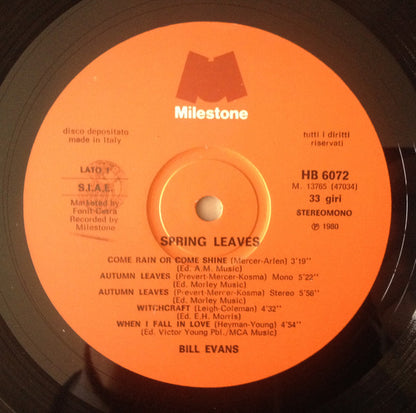 Milestone
disco depositato
made in Italy
tutti i diritti
riservati
LATO 1°
S.I.A.E.
Marketed by
Fonit-Cetra
Recorded by
Milestone
HB 6072
M. 13765 (47034)
33 giri
STEREOMONO
℗ 1980
SPRING LEAVES
COME RAIN OR COME SHINE (Mercer-Arlen) 3'19"
(Ed. A.M. Music)
AUTUMN LEAVES (Prevert-Mercer-Kosma) Mono 5'22"
(Ed. Morley Music)
AUTUMN LEAVES (Prevert-Mercer-Kosma) Stereo 5'56"
(Ed. Morley Music)
WITCHCRAFT (Leigh-Coleman) 4'32"
(Ed. E.H. Morris)
WHEN I FALL IN LOVE (Heyman-Young) 4'54"
(Ed. Victor Young Pbl./MCA Music)
BILL EVANS